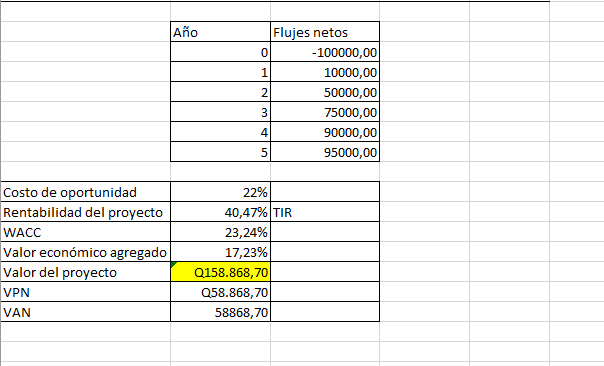 Año Flujes netos
0 -100000,00
1 10000,00
2 50000,00
3 75000,00
4 90000,00
5 95000,00
Costo de oportunidad 22%
Rentabilidad del proyecto 40,47% TIR
WACC 23,24%
Valor económico agregado 17,23%
Valor del proyecto Q158.868,70
VPN Q58.868,70
VAN 58868,70